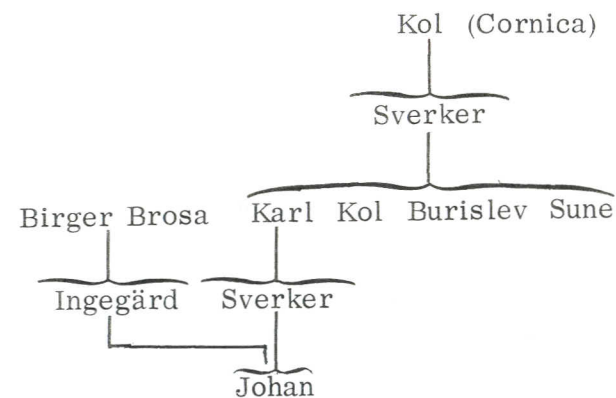 Kol (Cornica)
Sverker
Birger Brosa Karl Kol Burislev Sune
Ingegärd Sverker
Johan